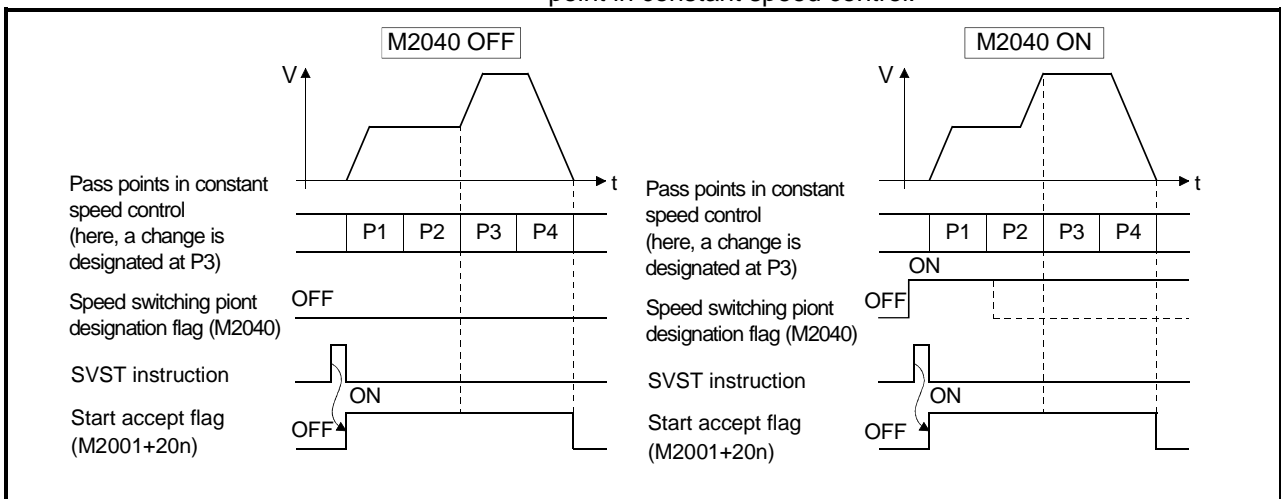 point in constant speed control.
M2040 OFF
V
t
Pass points in constant
speed control
(here, a change is
designated at P3)
P1 P2 P3 P4
Speed switching piont
designation flag (M2040)
OFF
SVST instruction
ON
Start accept flag
(M2001+20n)
OFF
M2040 ON
V
t
Pass points in constant
speed control
(here, a change is
designated at P3)
P1 P2 P3 P4
ON
OFF
Speed switching piont
designation flag (M2040)
SVST instruction
ON
Start accept flag
(M2001+20n)
OFF